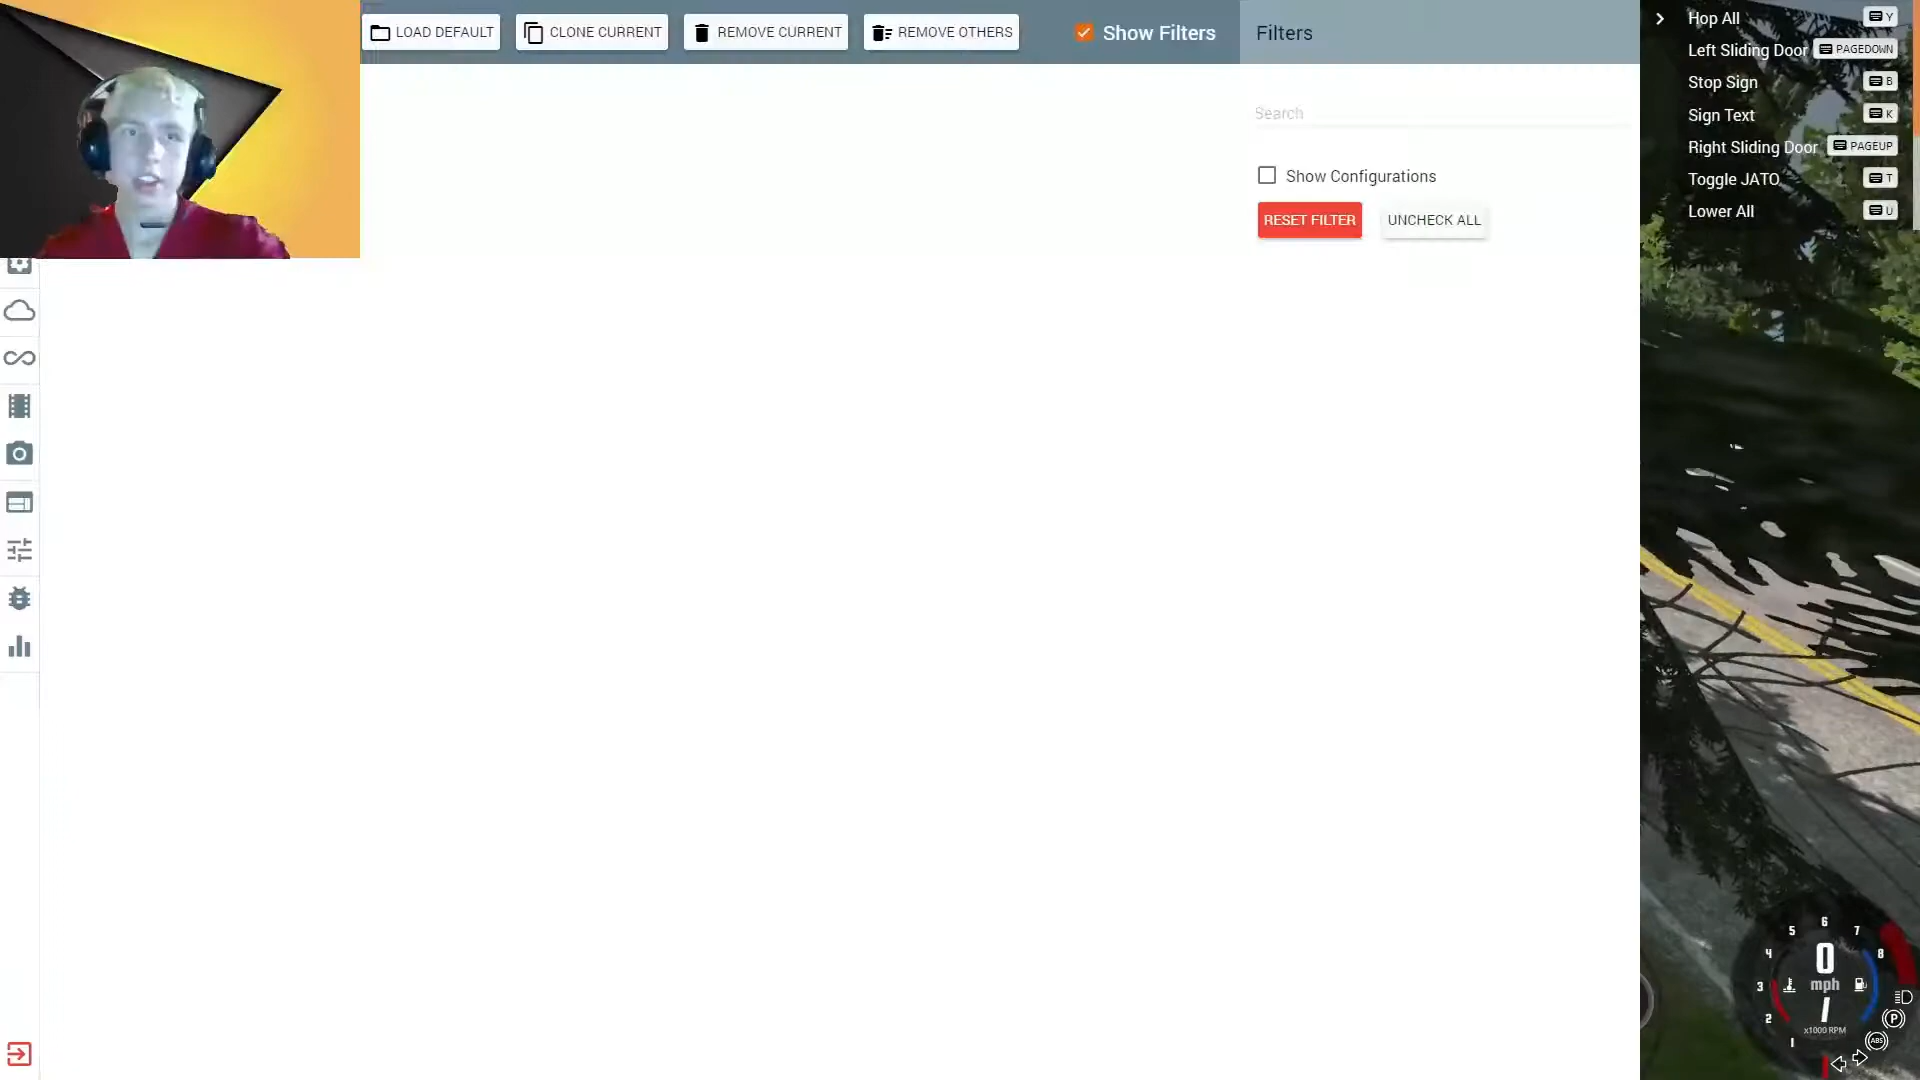 LOAD DEFAULT
CLONE CURRENT
REMOVE CURRENT
REMOVE OTHERS
Show Filters
Filters
Search
Show Configurations
RESET FILTER
UNCHECK ALL
Hop All Y
Left Sliding Door PAGEDOWN
Stop Sign B
Sign Text K
Right Sliding Door PAGEUP
Toggle JATO T
Lower All U
6
5 7
4 0 8
3 mph
2 1
x1000 RPM
1
P
ABS